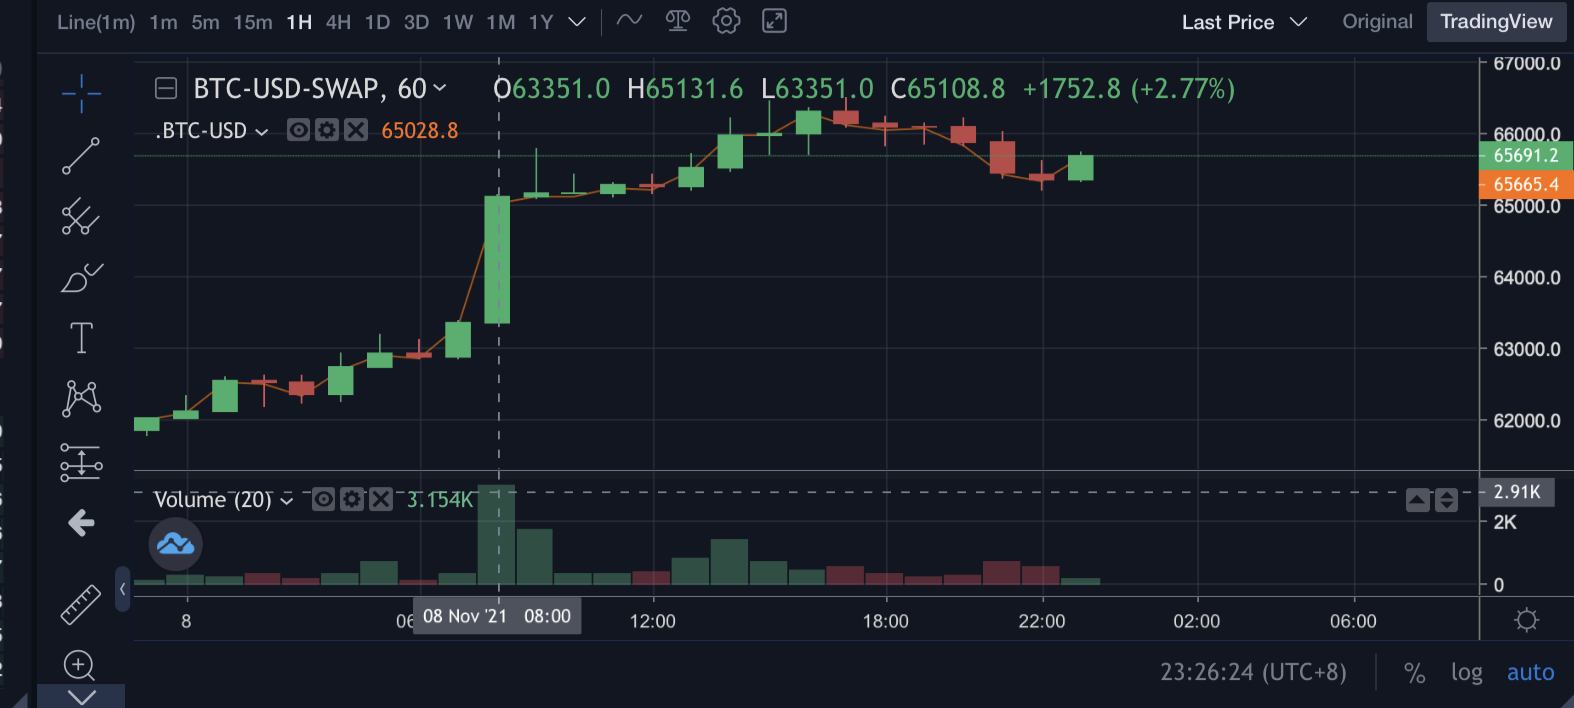 Line(1m) 1m 5m 15m 1H 4H 1D 3D 1W 1M 1Y Last Price Original TradingView
BTC-USD-SWAP, 60 O63351.0 H65131.6 L63351.0 C65108.8 +1752.8 (+2.77%)
.BTC-USD 65028.8
67000.0
66000.0
65691.2
65665.4
65000.0
64000.0
63000.0
62000.0
Volume (20) 3.154K
2.91K
2K
0
8 08 Nov '21 08:00 12:00 18:00 22:00 02:00 06:00
23:26:24 (UTC+8) % log auto